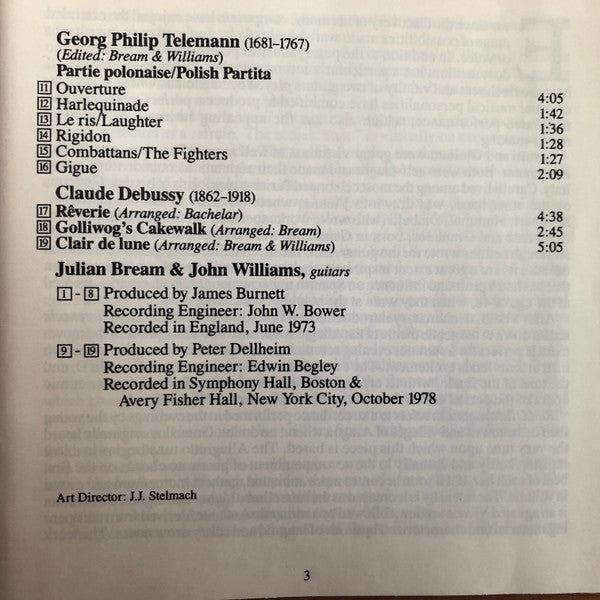 Georg Philip Telemann (1681–1767)
(Edited: Bream & Williams)
Partie polonaise/Polish Partita
11 Ouverture 4:05
12 Harlequinade 1:42
13 Le ris/Laughter 1:36
14 Rigidon 1:28
15 Combattans/The Fighters 1:27
16 Gigue 2:09
Claude Debussy (1862–1918)
17 Rêverie (Arranged: Bachelar) 4:38
18 Golliwog's Cakewalk (Arranged: Bream) 2:45
19 Clair de lune (Arranged: Bream & Williams) 5:05
Julian Bream & John Williams, guitars
1 - 8 Produced by James Burnett
Recording Engineer: John W. Bower
Recorded in England, June 1973
9 - 19 Produced by Peter Dellheim
Recording Engineer: Edwin Begley
Recorded in Symphony Hall, Boston &
Avery Fisher Hall, New York City, October 1978
Art Director: J.J. Stelmach
3